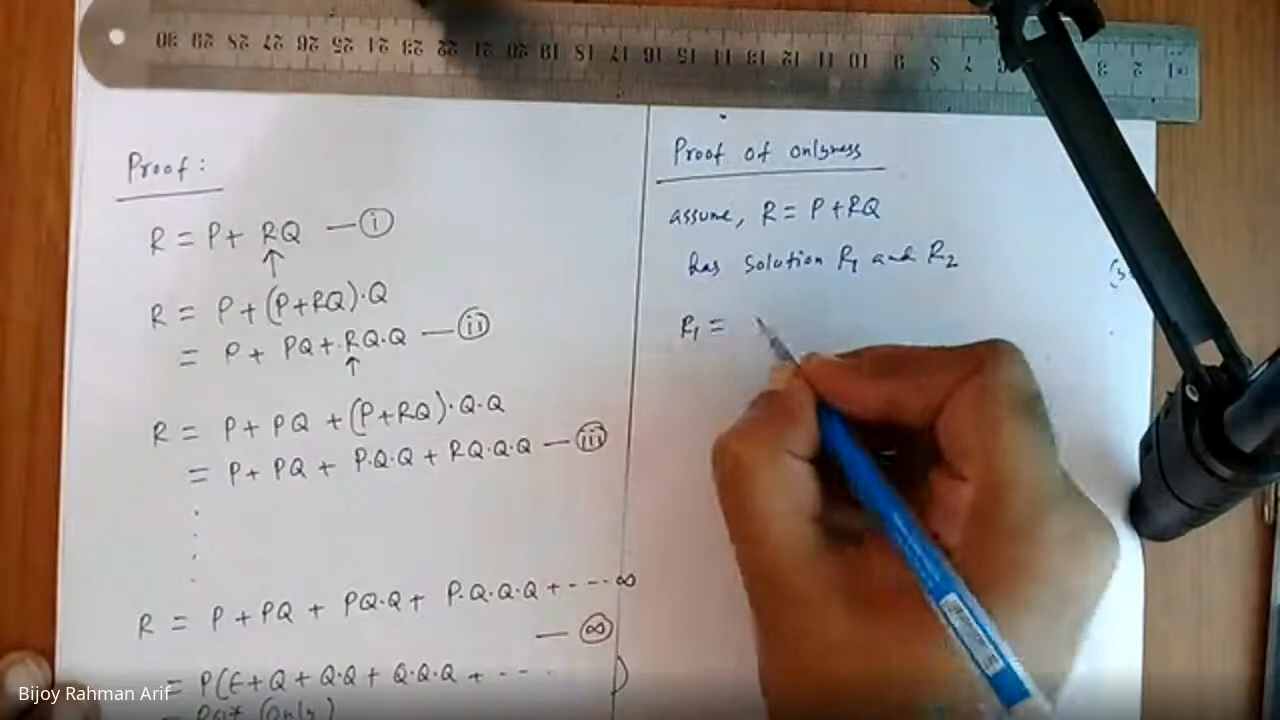 Proof:
R = P + RQ — (i)
↑
R = P + (P+RQ)·Q
= P + PQ + RQ·Q — (ii)
↑
R = P + PQ + (P+RQ)·Q·Q
= P + PQ + P·Q·Q + RQ·Q·Q — (iii)
R = P + PQ + PQ·Q + P·Q·Q·Q + --- ∞
— (∞)
= P(ϵ+Q + Q·Q + Q·Q·Q + ---)
Proof of onlyness
assume, R = P+RQ
has solution R₁ and R₂
R₁ =
Bijoy Rahman Arif